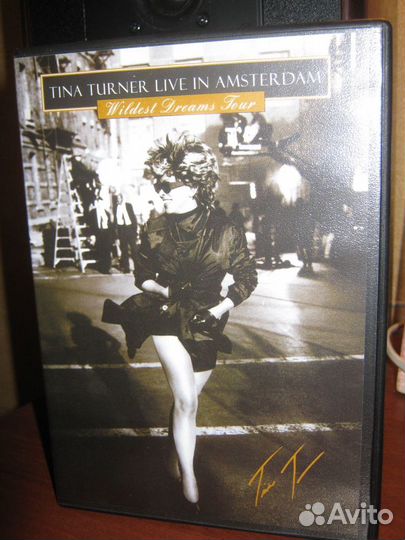 TINA TURNER LIVE IN AMSTERDAM
Wildest Dreams Tour
Avito